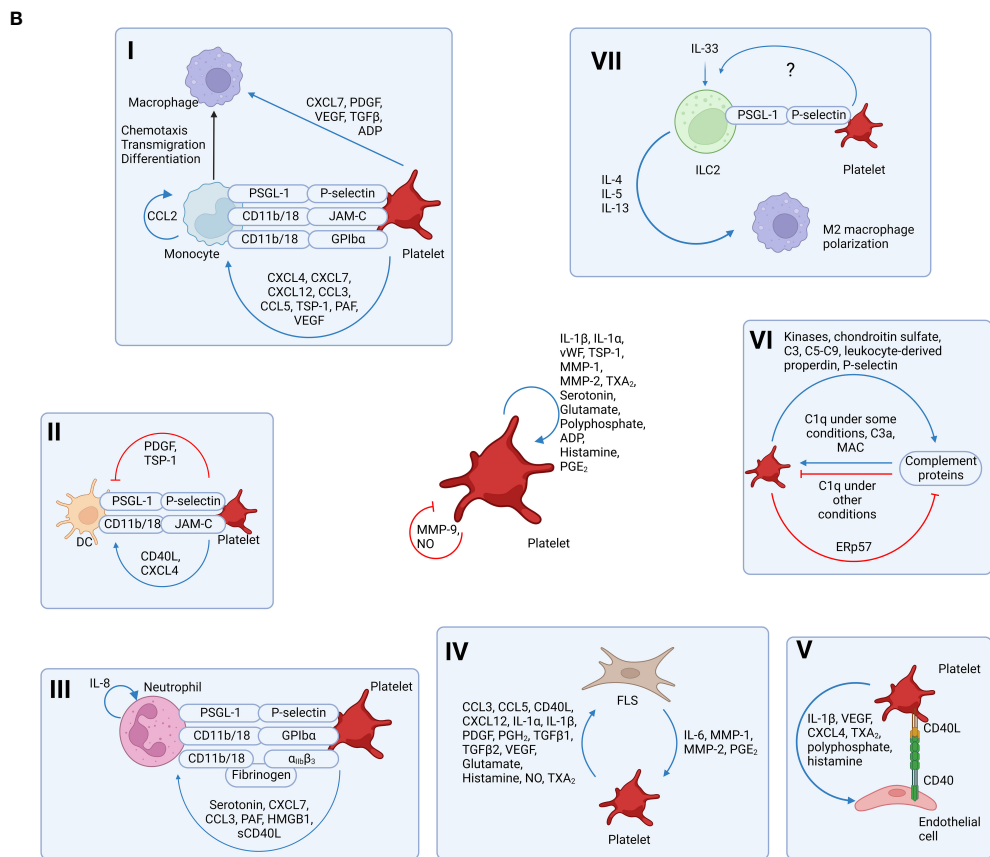 B
I
Macrophage
CXCL7, PDGF,
VEGF, TGFβ,
ADP
Chemotaxis
Transmigration
Differentiation
CCL2
PSGL-1
P-selectin
CD11b/18
JAM-C
CD11b/18
GPIbα
Monocyte
Platelet
CXCL4, CXCL7,
CXCL12, CCL3,
CCL5, TSP-1, PAF,
VEGF
VII
IL-33
?
PSGL-1
P-selectin
ILC2
Platelet
IL-4
IL-5
IL-13
M2 macrophage
polarization
II
PDGF,
TSP-1
PSGL-1
P-selectin
CD11b/18
JAM-C
DC
Platelet
CD40L,
CXCL4
IL-1β, IL-1α,
vWF, TSP-1,
MMP-1,
MMP-2, TXA₂,
Serotonin,
Glutamate,
Polyphosphate,
ADP,
Histamine,
PGE₂
MMP-9,
NO
Platelet
VI
Kinases, chondroitin sulfate,
C3, C5-C9, leukocyte-derived
properdin, P-selectin
C1q under some
conditions, C3a,
MAC
Complement
proteins
C1q under
other
conditions
ERp57
III
IL-8
Neutrophil
Platelet
PSGL-1
P-selectin
CD11b/18
GPIbα
CD11b/18
αIIbβ₃
Fibrinogen
Serotonin, CXCL7,
CCL3, PAF, HMGB1,
sCD40L
IV
FLS
CCL3, CCL5, CD40L,
CXCL12, IL-1α, IL-1β,
PDGF, PGH₂, TGFβ1,
TGFβ2, VEGF,
Glutamate,
Histamine, NO, TXA₂
IL-6, MMP-1,
MMP-2, PGE₂
Platelet
V
Platelet
IL-1β, VEGF,
CXCL4, TXA₂,
polyphosphate,
histamine
CD40L
CD40
Endothelial
cell